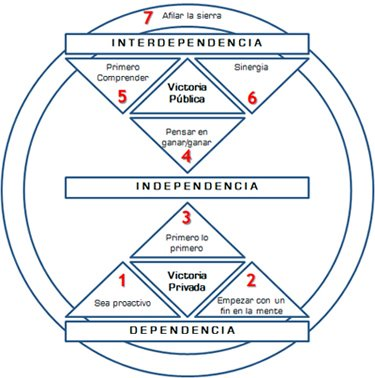 7 Afilar la sierra
INTERDEPENDENCIA
Primero
Comprender
5
Victoria
Pública
Sinergia
6
Pensar en
ganar/ganar
4
INDEPENDENCIA
3
Primero lo
primero
1
Sea proactivo
Victoria
Privada
2
Empezar con un
fin en la mente
DEPENDENCIA